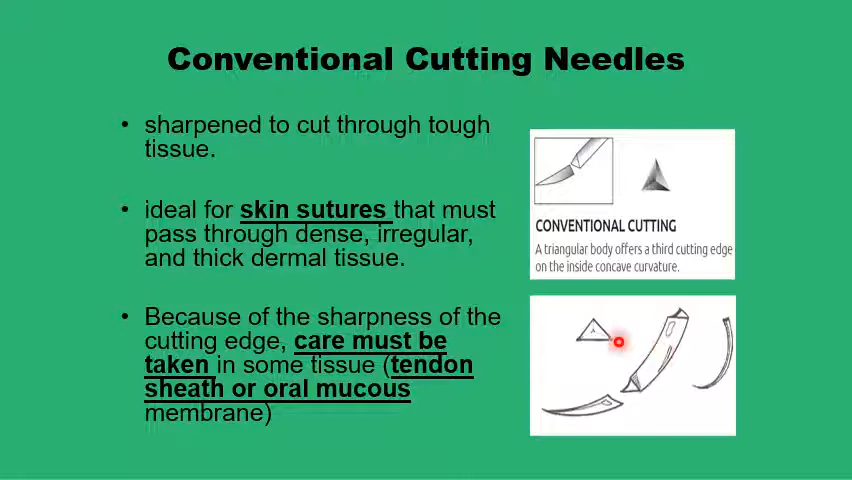 Conventional Cutting Needles
• sharpened to cut through tough
tissue.
• ideal for skin sutures that must
pass through dense, irregular,
and thick dermal tissue.
• Because of the sharpness of the
cutting edge, care must be
taken in some tissue (tendon
sheath or oral mucous
membrane)
CONVENTIONAL CUTTING
A triangular body offers a third cutting edge
on the inside concave curvature.